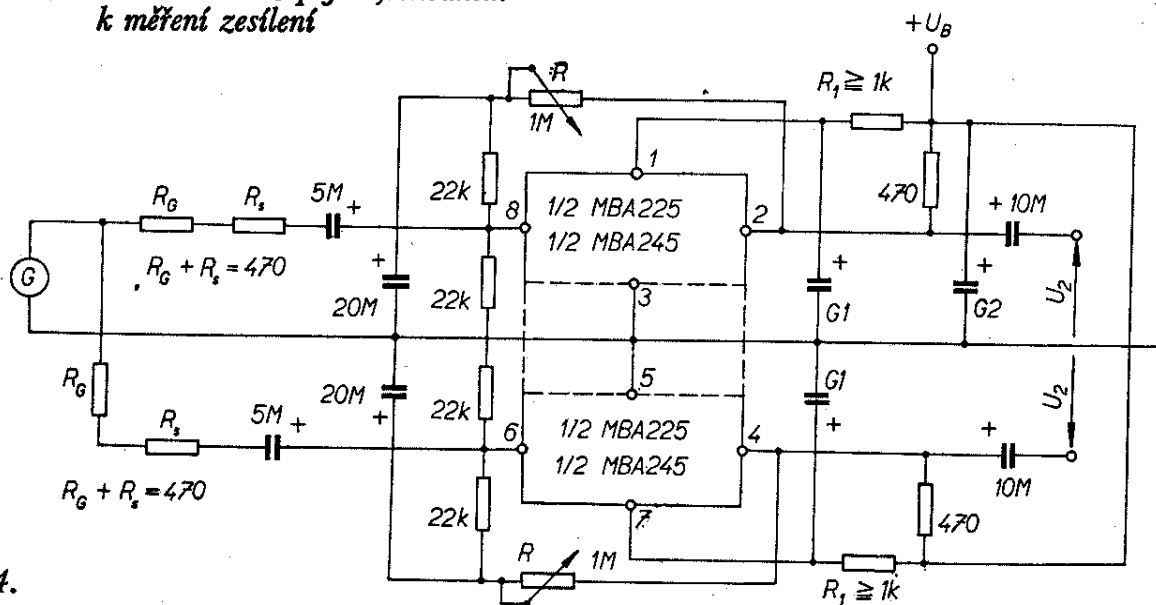 k měření zesílení
+U_B
R
R₁ ≧ 1k
1M
1
22k
470
R_G
R_s
5M +
8
1/2 MBA225
1/2 MBA245
2
+ 10M
G
R_G + R_s = 470
+
20M
22k
3
+
G1
+
G2
U₂
R_G
20M
+
22k
5
G1
+
U₂
R_s
5M +
6
1/2 MBA225
1/2 MBA245
4
+
10M
R_G + R_s = 470
22k
7
470
R
1M
R₁ ≧ 1k
4.